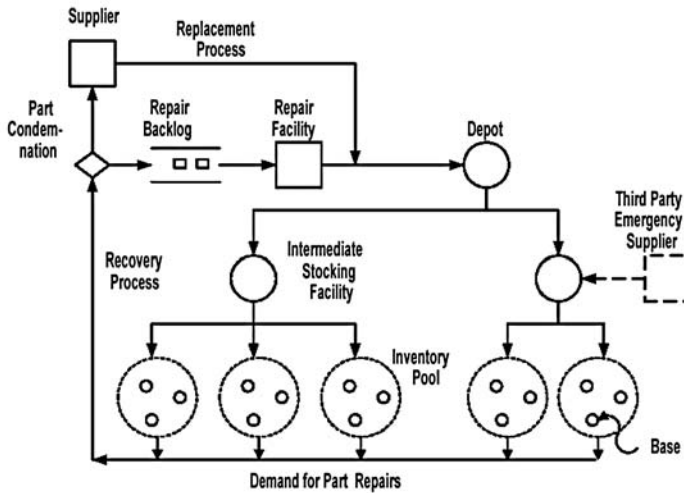 Supplier
Replacement
Process
Part
Condem-
nation
Repair
Backlog
Repair
Facility
Depot
Third Party
Emergency
Supplier
Recovery
Process
Intermediate
Stocking
Facility
Inventory
Pool
Base
Demand for Part Repairs